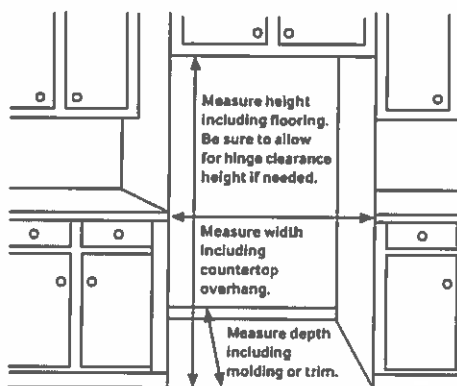 Measure height
including flooring.
Be sure to allow
for hinge clearance
height if needed.
Measure width
including
countertop
overhang.
Measure depth
including
molding or trim.